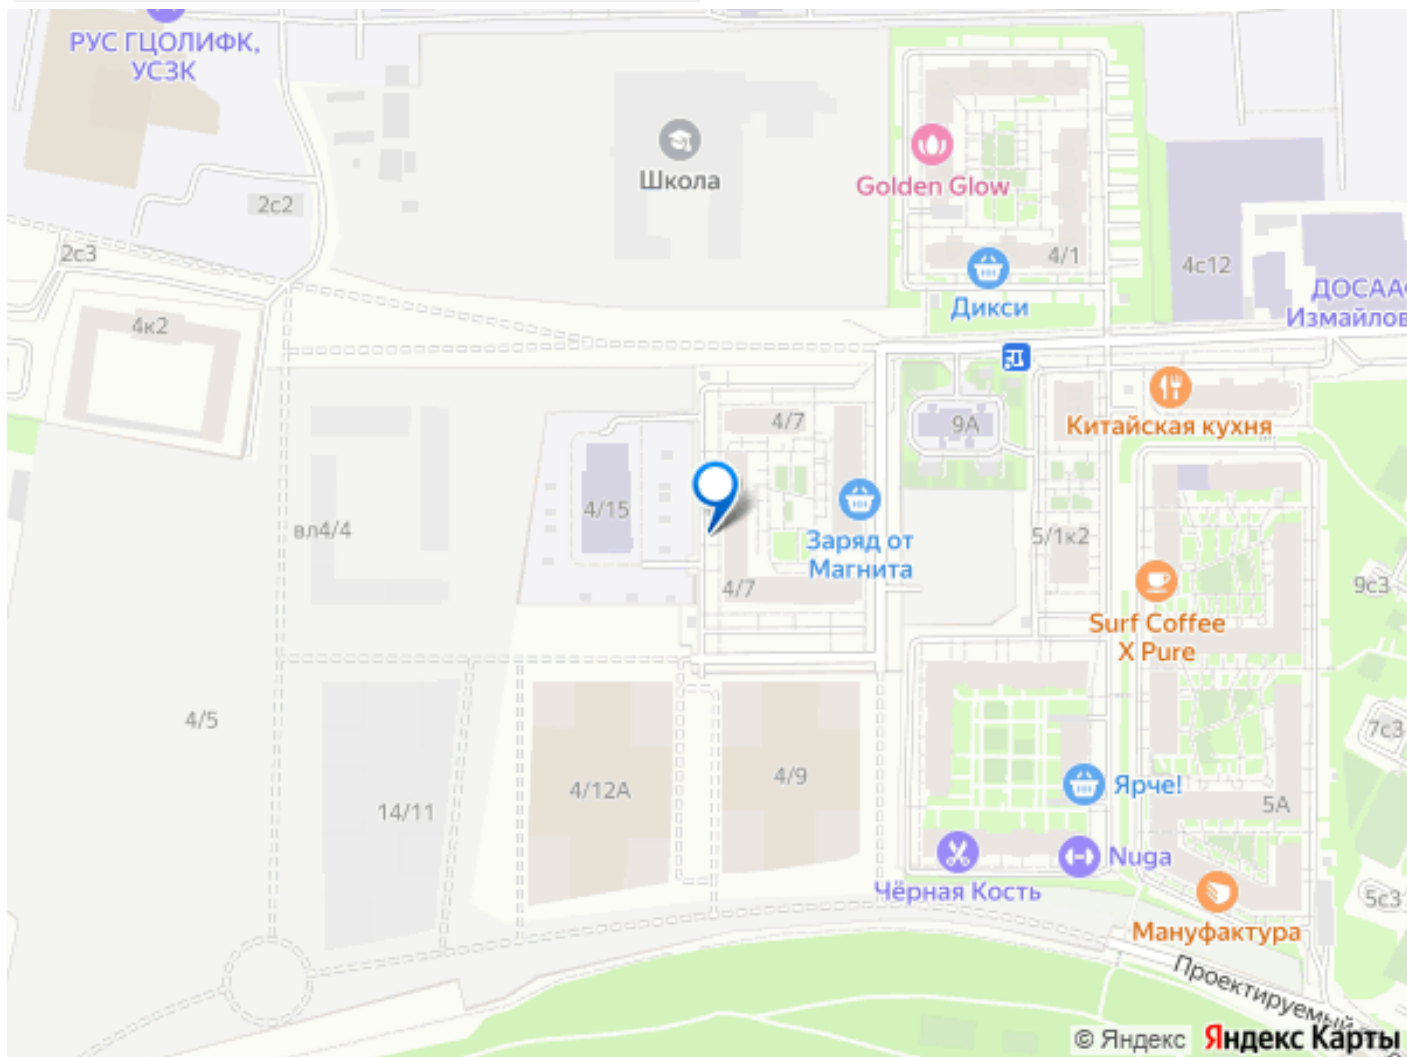 РУС ГЦОЛИФК,
УСЗК
Школа
Golden Glow
2с2
2с3
4/1
4с12
Дикси
ДОСААФ
Измайлов
4к2
Китайская кухня
4/7
9А
4/15
вл4/4
Заряд от
Магнита
5/1к2
4/7
9с3
Surf Coffee
X Pure
4/5
7с3
4/9
4/12А
Ярче!
5А
14/11
Nuga
Чёрная Кость
5с3
Мануфактура
Проектируемый
© Яндекс Яндекс Карты